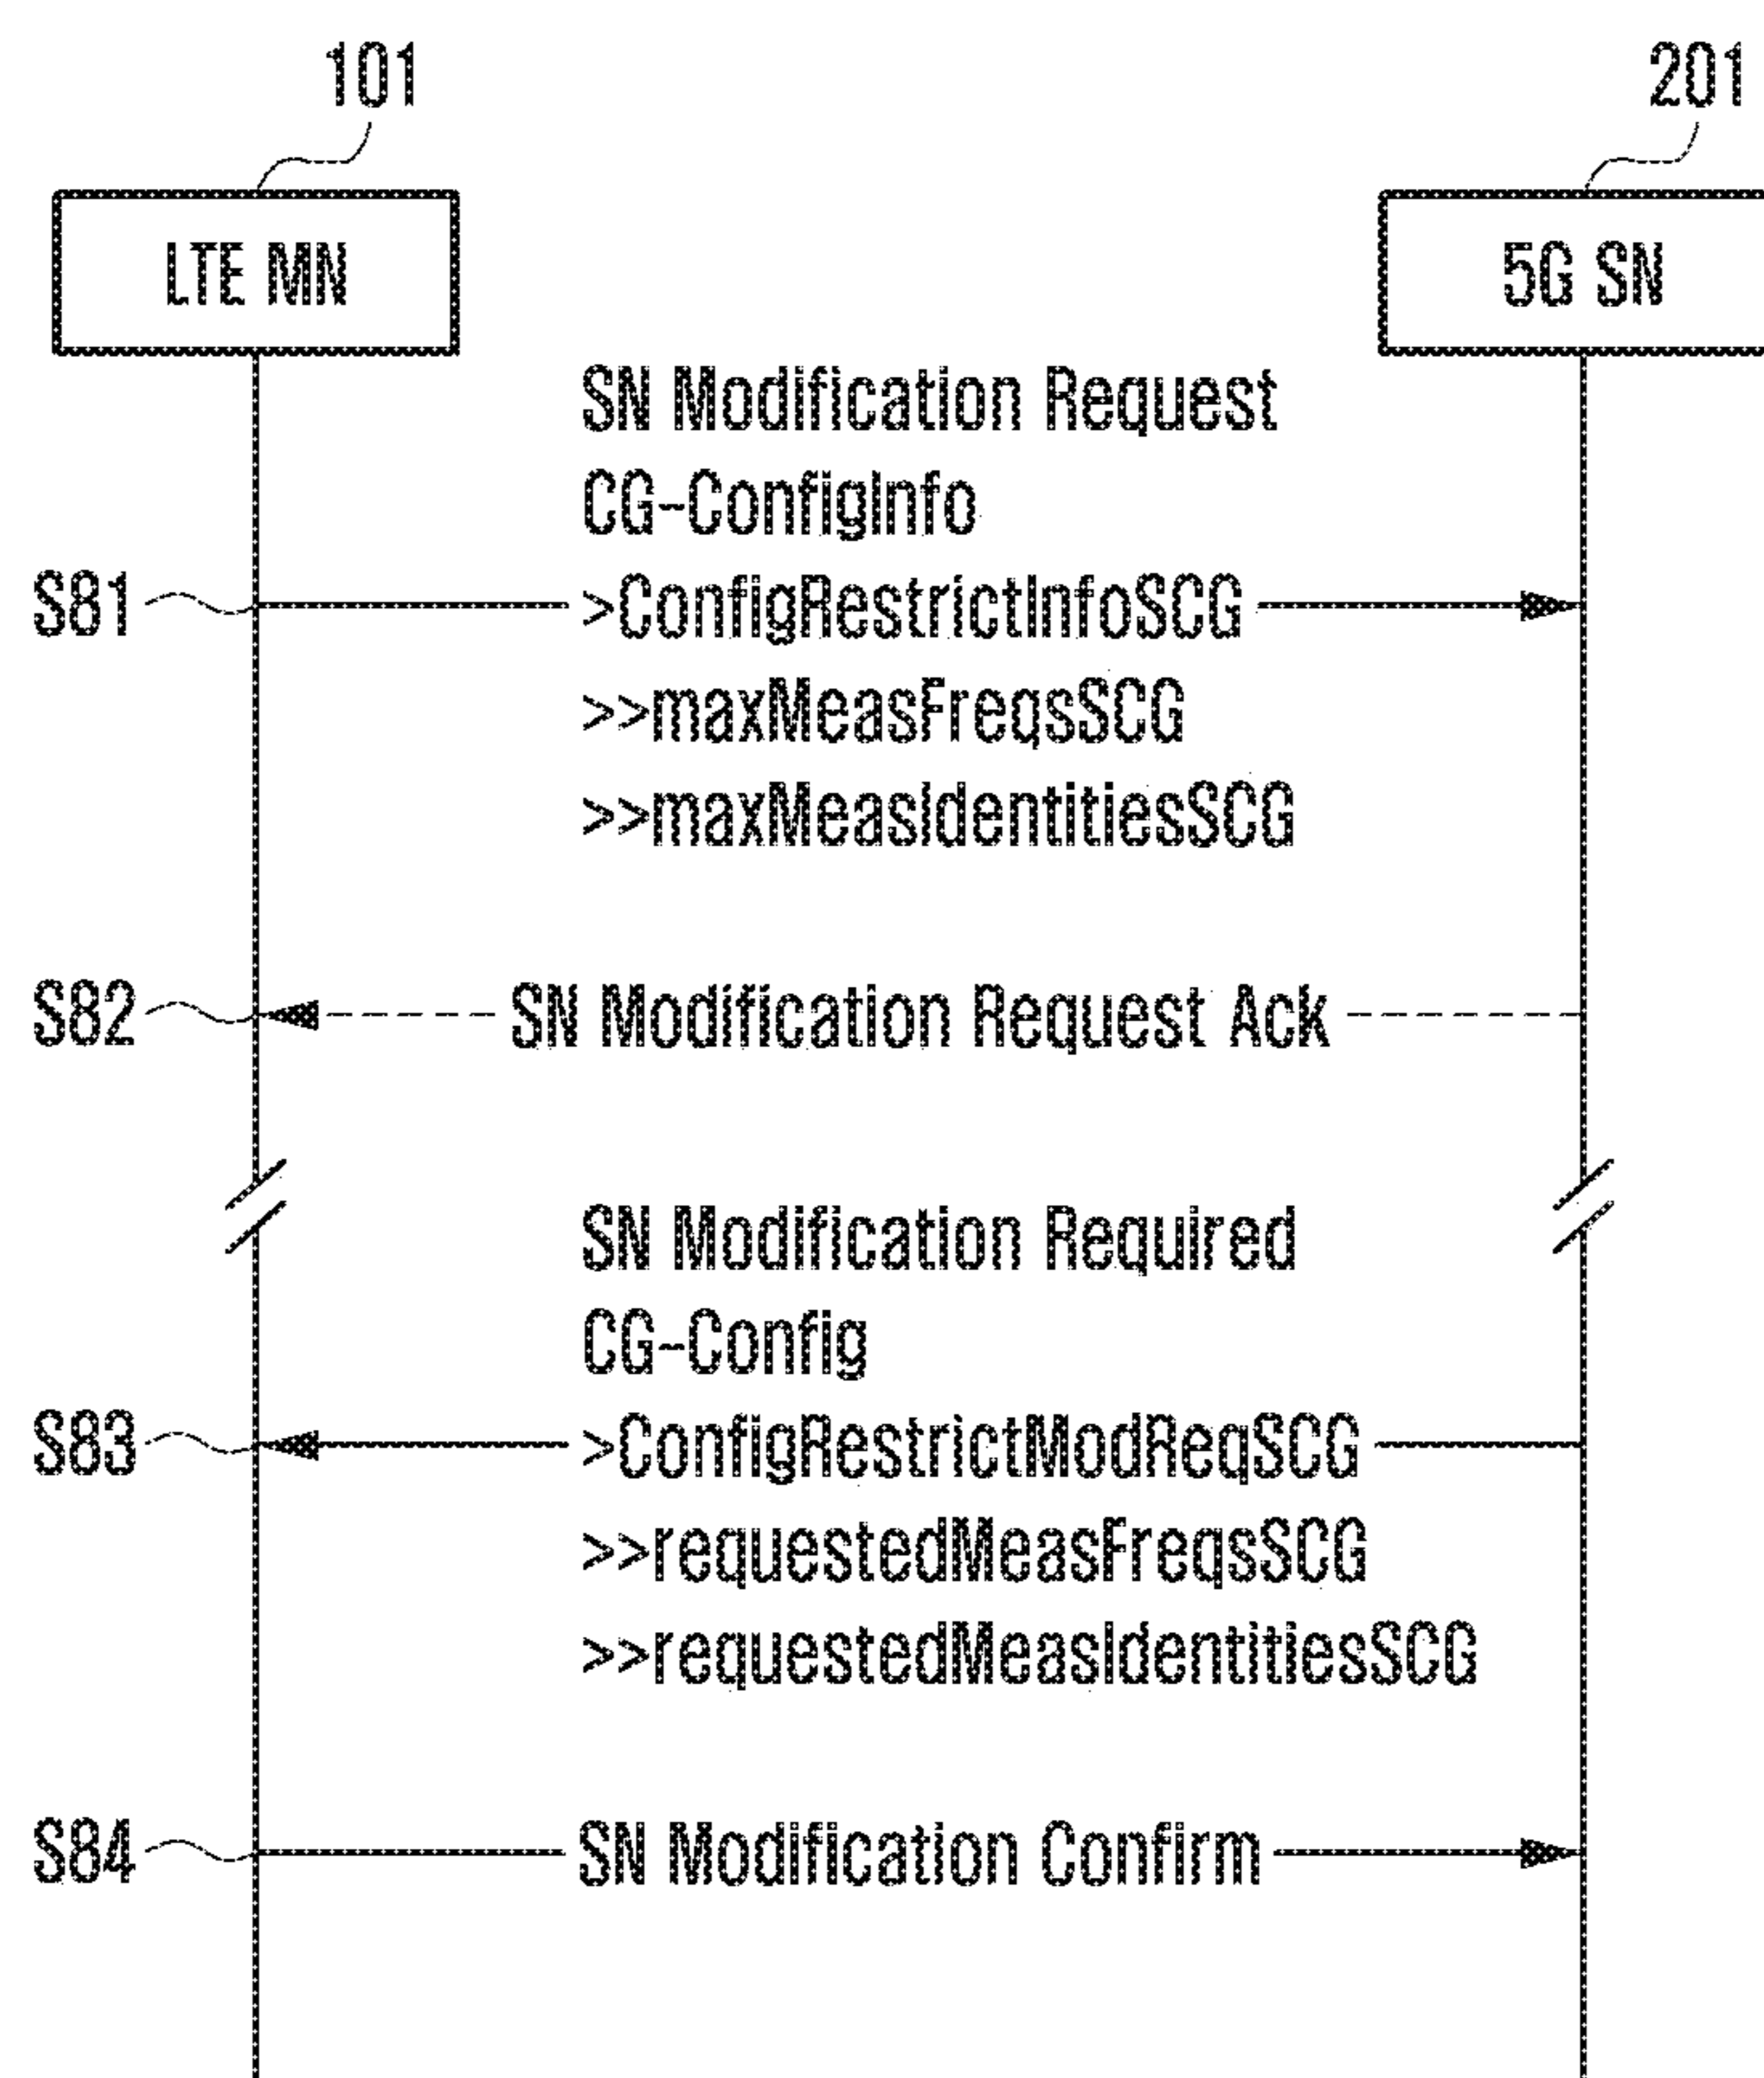 101
201
LTE MN
5G SN
SN Modification Request
CG-ConfigInfo
S81
>ConfigRestrictInfoSCG
>>maxMeasFreqsSCG
>>maxMeasIdentitiesSCG
S82
SN Modification Request Ack
SN Modification Required
CG-Config
S83
>ConfigRestrictModReqSCG
>>requestedMeasFreqsSCG
>>requestedMeasIdentitiesSCG
S84
SN Modification Confirm